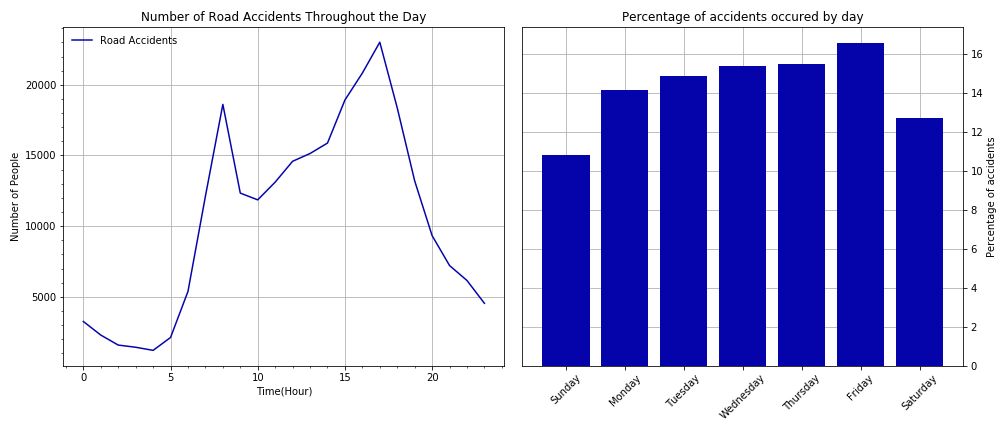 Number of Road Accidents Throughout the Day
Road Accidents
Number of People
20000
15000
10000
5000
0 5 10 15 20
Time(Hour)
Percentage of accidents occured by day
16
14
12
10
8
6
4
2
0
Percentage of accidents
Sunday
Monday
Tuesday
Wednesday
Thursday
Friday
Saturday